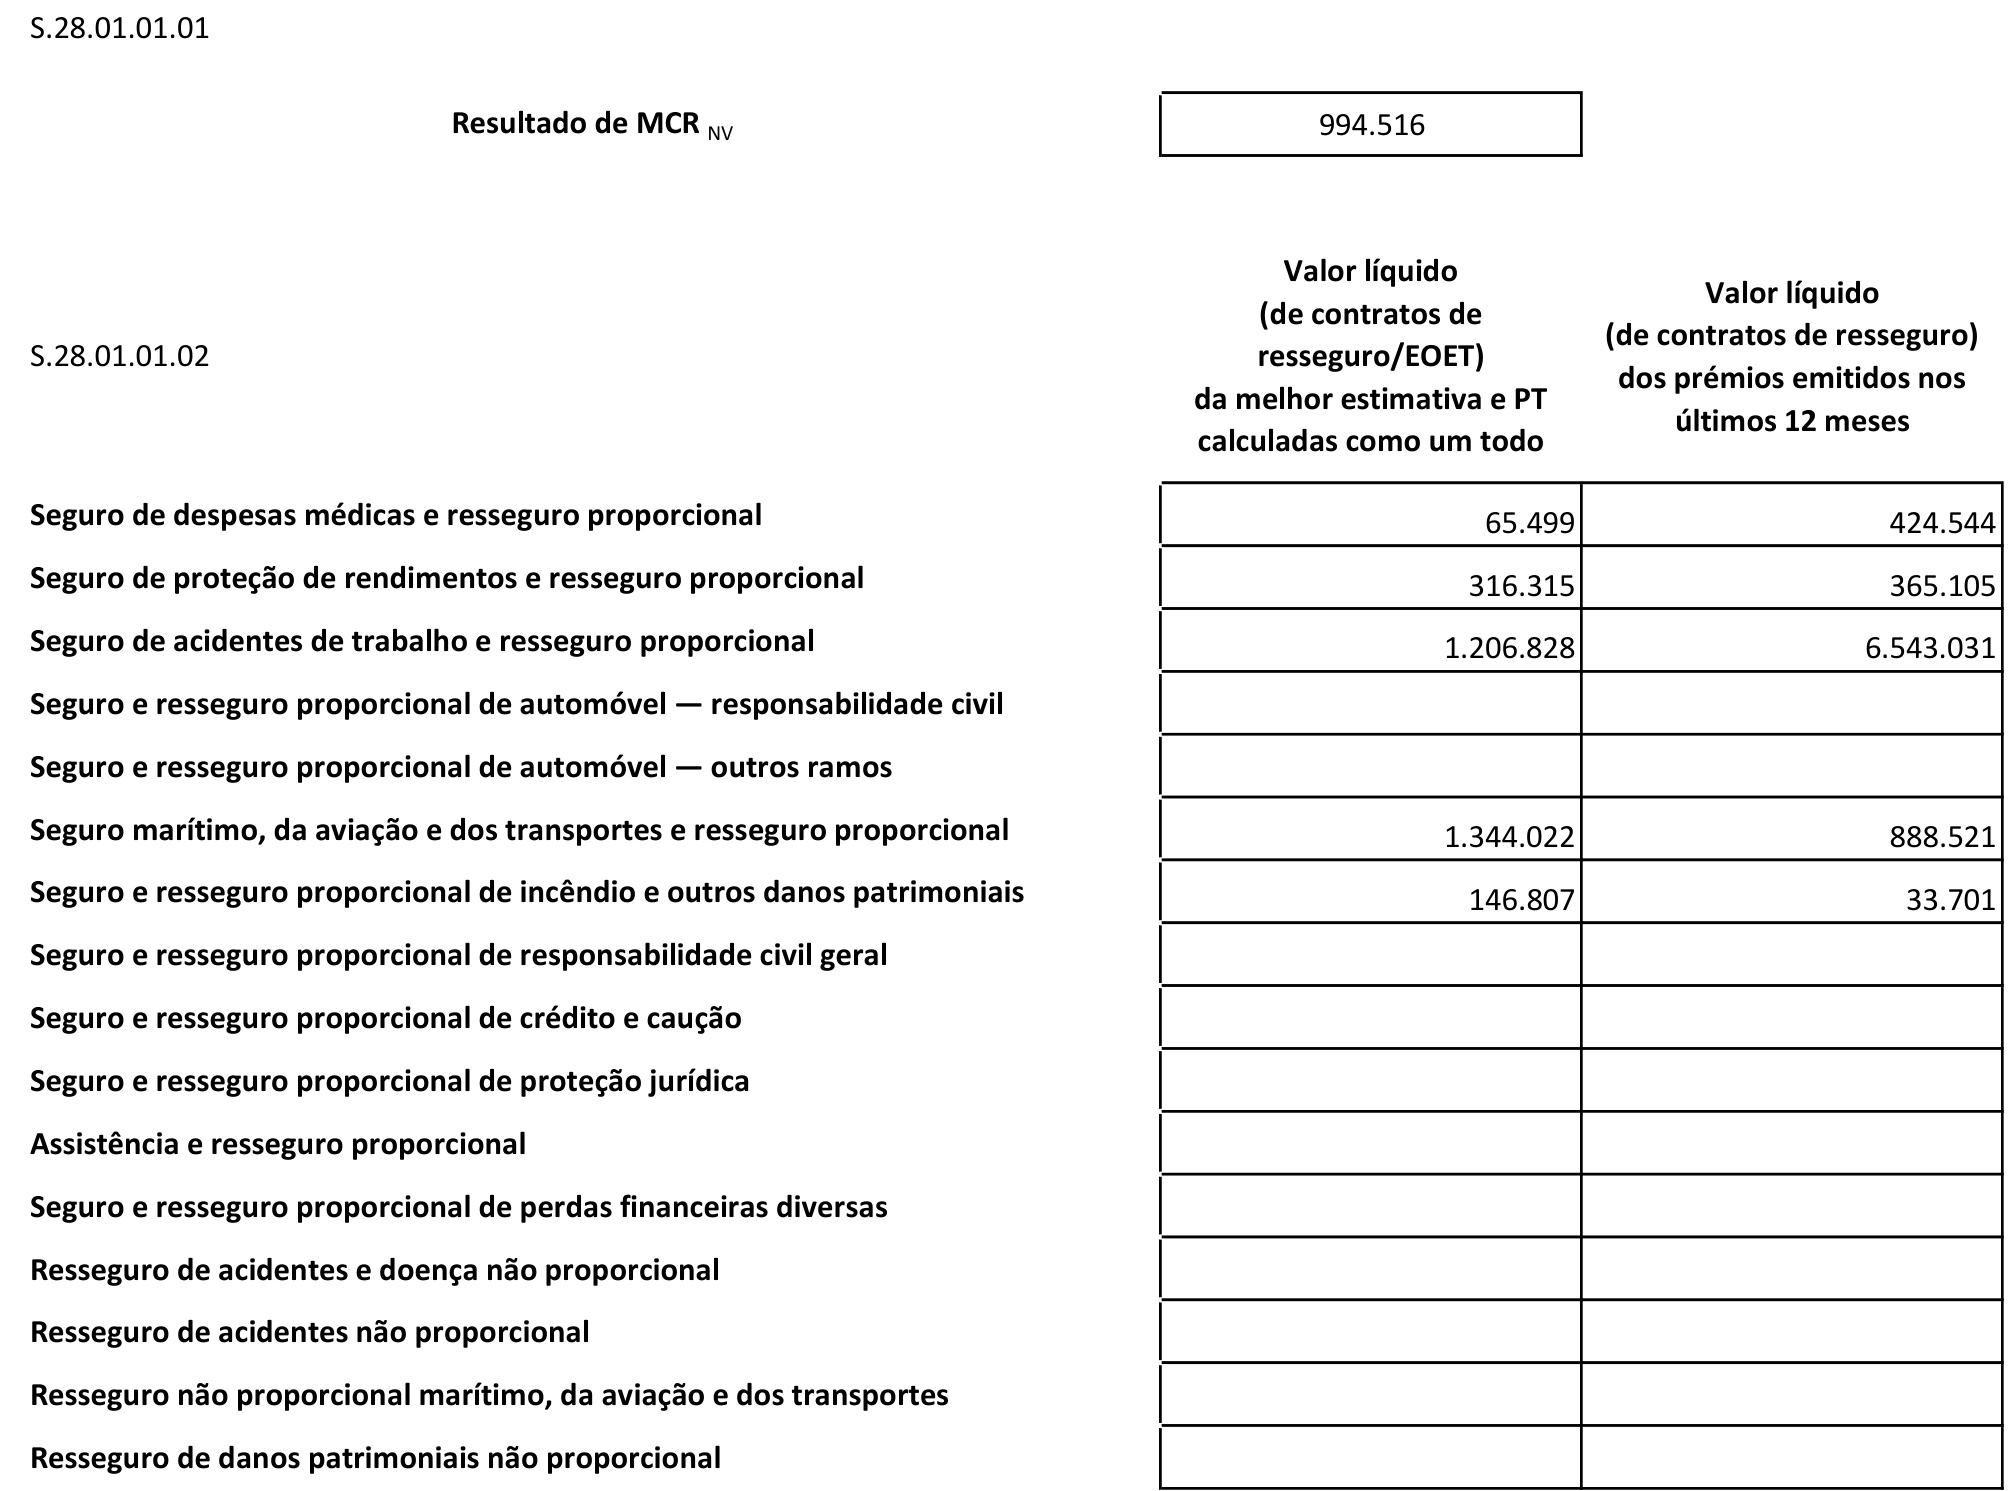 S.28.01.01.01
Resultado de MCR NV
994.516
S.28.01.01.02
Valor líquido
(de contratos de
resseguro/EOET)
da melhor estimativa e PT
calculadas como um todo
Valor líquido
(de contratos de resseguro)
dos prémios emitidos nos
últimos 12 meses
Seguro de despesas médicas e resseguro proporcional 65.499 424.544
Seguro de proteção de rendimentos e resseguro proporcional 316.315 365.105
Seguro de acidentes de trabalho e resseguro proporcional 1.206.828 6.543.031
Seguro e resseguro proporcional de automóvel — responsabilidade civil
Seguro e resseguro proporcional de automóvel — outros ramos
Seguro marítimo, da aviação e dos transportes e resseguro proporcional 1.344.022 888.521
Seguro e resseguro proporcional de incêndio e outros danos patrimoniais 146.807 33.701
Seguro e resseguro proporcional de responsabilidade civil geral
Seguro e resseguro proporcional de crédito e caução
Seguro e resseguro proporcional de proteção jurídica
Assistência e resseguro proporcional
Seguro e resseguro proporcional de perdas financeiras diversas
Resseguro de acidentes e doença não proporcional
Resseguro de acidentes não proporcional
Resseguro não proporcional marítimo, da aviação e dos transportes
Resseguro de danos patrimoniais não proporcional